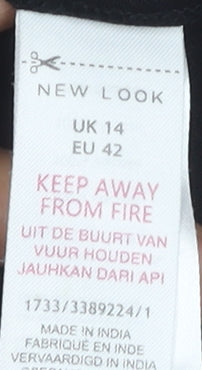 NEW LOOK
UK 14
EU 42
KEEP AWAY
FROM FIRE
UIT DE BUURT VAN
VUUR HOUDEN
JAUHKAN DARI API
1733/3389224/1
MADE IN INDIA
FABRIQUÉ EN INDE
VERVAARDIGD IN INDIA